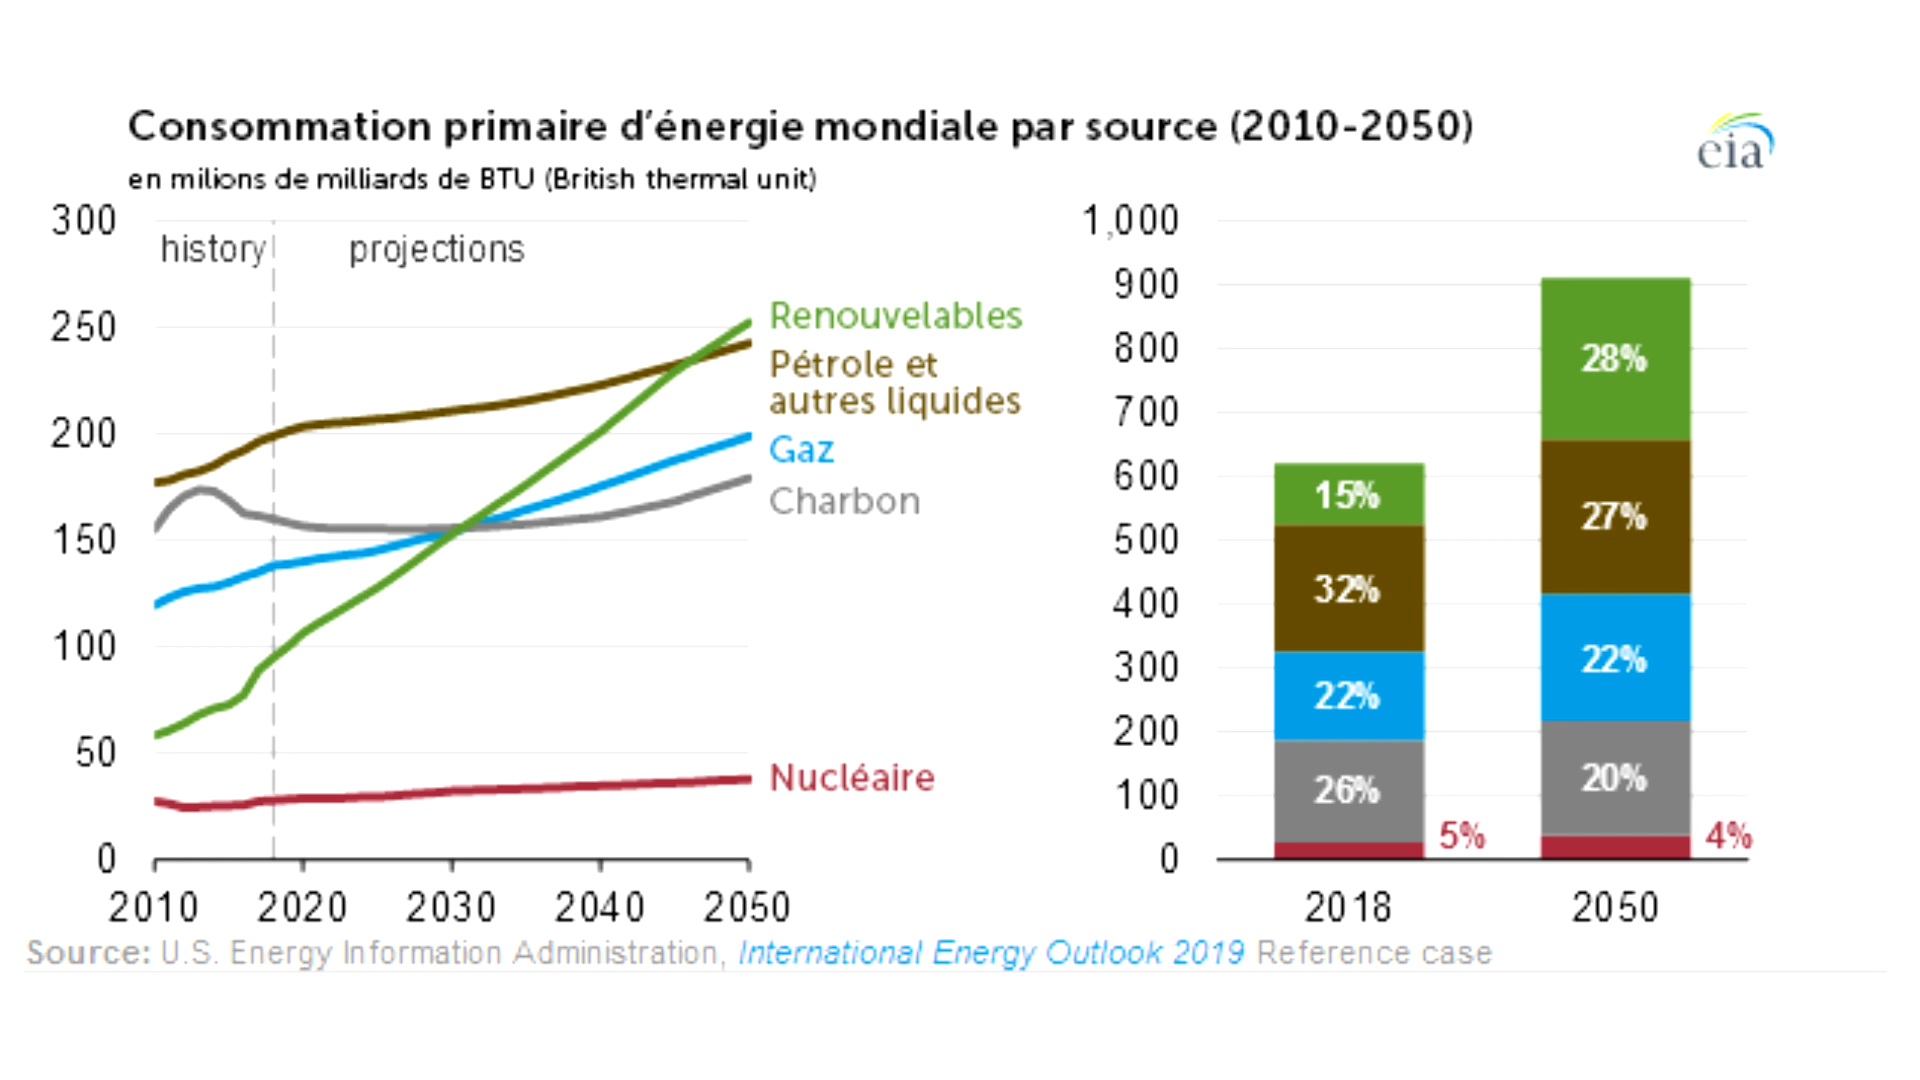 Consommation primaire d'énergie mondiale par source (2010-2050)
en milions de milliards de BTU (British thermal unit)
eia
300
250
200
150
100
50
0
history
projections
Renouvelables
Pétrole et
autres liquides
Gaz
Charbon
Nucléaire
2010 2020 2030 2040 2050
1,000
900
800
700
600
500
400
300
200
100
0
15%
32%
22%
26%
5%
28%
27%
22%
20%
4%
2018 2050
Source: U.S. Energy Information Administration, International Energy Outlook 2019 Reference case